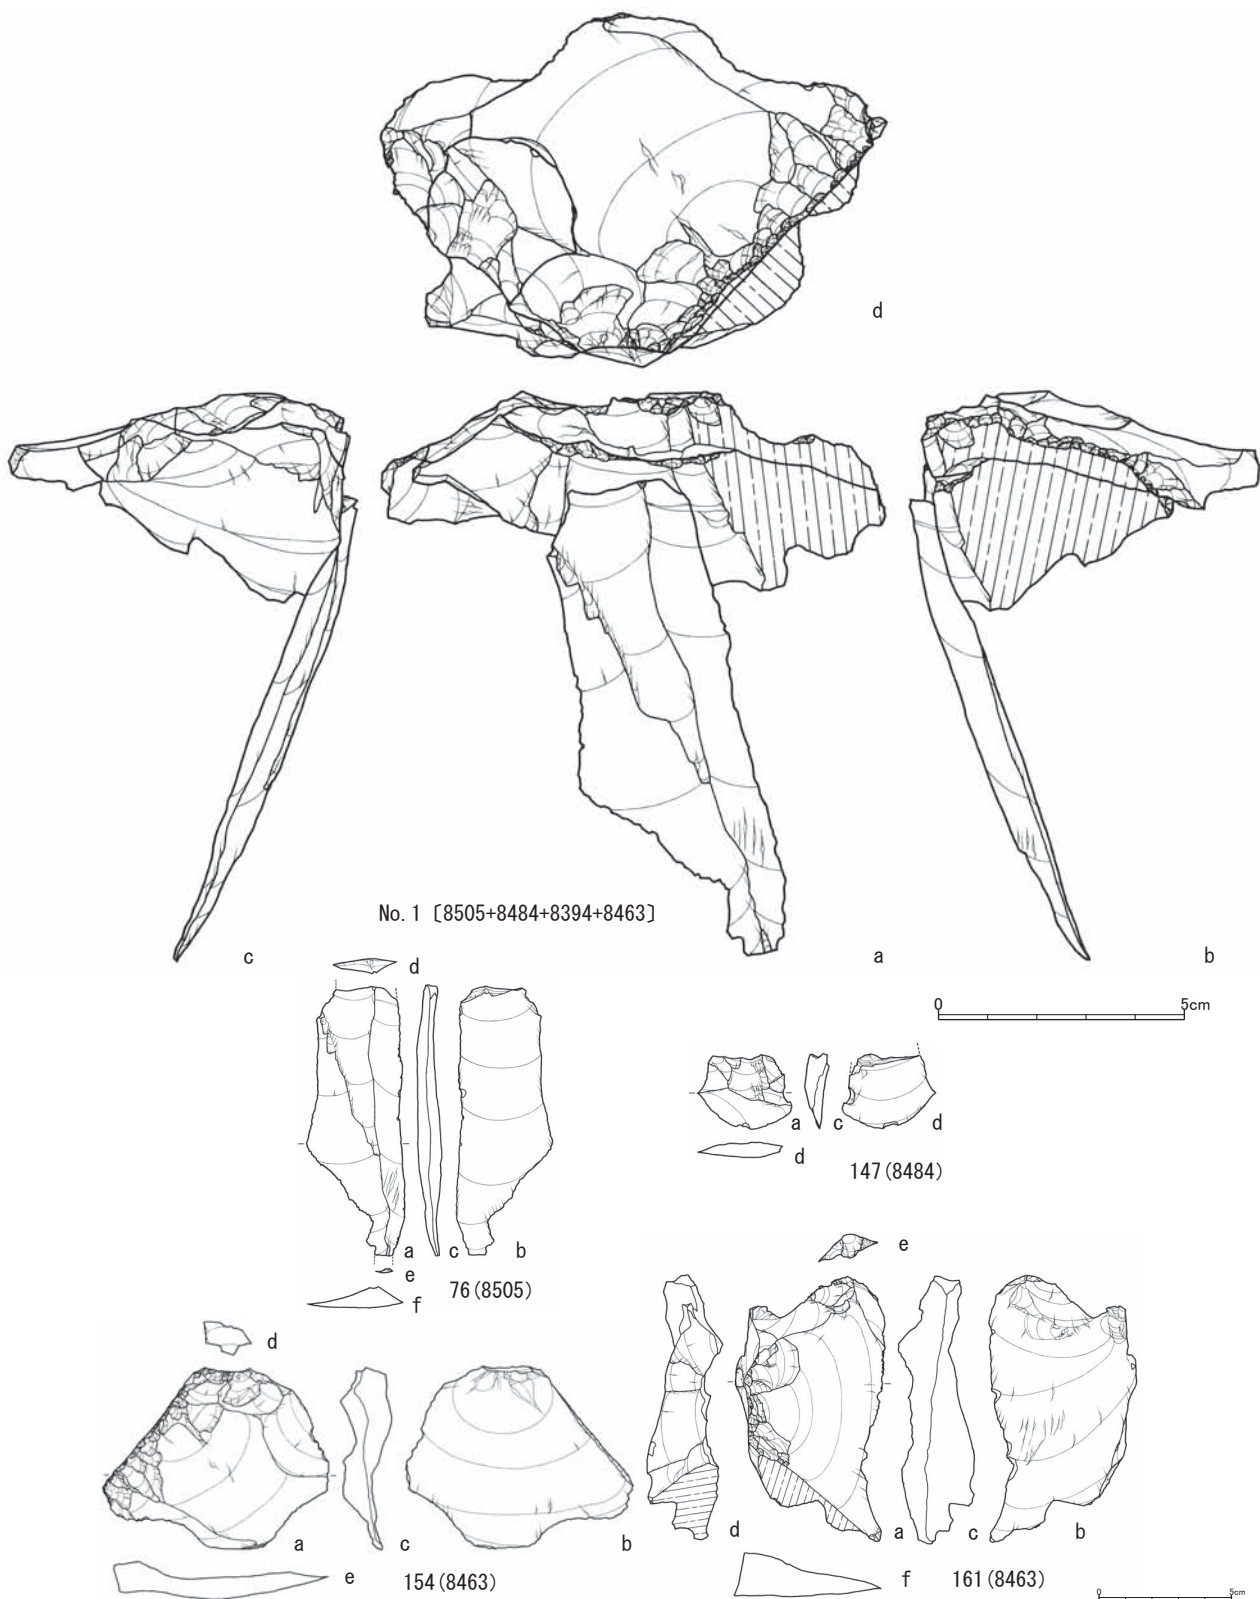 d
No.1 [8505+8484+8394+8463]
c
a
b
0 5cm
d
a c b
e
f
76(8505)
a c d
d
147(8484)
d
a c b
e
154(8463)
e
d a c b
f
161(8463)
0 5cm